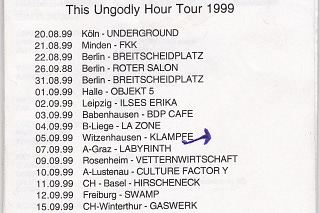 This Ungodly Hour Tour 1999
20.08.99 Köln - UNDERGROUND
21.08.99 Minden - FKK
22.08.99 Berlin - BREITSCHEIDPLATZ
26.09.88 Berlin - ROTER SALON
31.08.99 Berlin - BREITSCHEIDPLATZ
01.09.99 Halle - OBJEKT 5
02.09.99 Leipzig - ILSES ERIKA
03.09.99 Babenhausen - BDP CAFE
04.09.99 B-Liege - LA ZONE
05.09.99 Witzenhausen - KLAMPFE
07.09.99 A-Graz - LABYRINTH
09.09.99 Rosenheim - VETTERNWIRTSCHAFT
10.09.99 A-Lustenau - CULTURE FACTOR Y
11.09.99 CH - Basel - HIRSCHENECK
12.09.99 Freiburg - SWAMP
15.09.99 CH-Winterthur - GASWERK